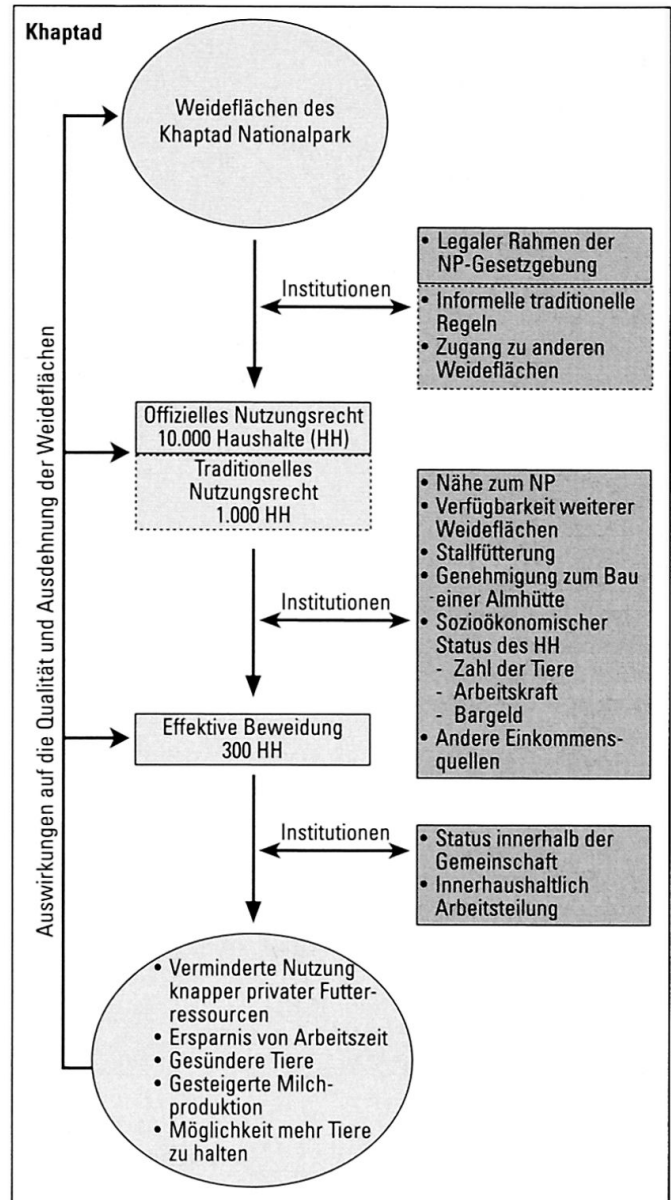 Khaptad
Weideflächen des
Khaptad Nationalpark
Institutionen
• Legaler Rahmen der
NP-Gesetzgebung
• Informelle traditionelle
Regeln
• Zugang zu anderen
Weideflächen
Offizielles Nutzungsrecht
10.000 Haushalte (HH)
Traditionelles
Nutzungsrecht
1.000 HH
Institutionen
• Nähe zum NP
• Verfügbarkeit weiterer
Weideflächen
• Stallfütterung
• Genehmigung zum Bau
einer Almhütte
• Sozioökonomischer
Status des HH
- Zahl der Tiere
- Arbeitskraft
- Bargeld
• Andere Einkommens-
quellen
Effektive Beweidung
300 HH
Institutionen
• Status innerhalb der
Gemeinschaft
• Innerhaushaltlich
Arbeitsteilung
• Verminderte Nutzung
knapper privater Futter-
ressourcen
• Ersparnis von Arbeitszeit
• Gesündere Tiere
• Gesteigerte Milch-
produktion
• Möglichkeit mehr Tiere
zu halten
Auswirkungen auf die Qualität und Ausdehnung der Weideflächen